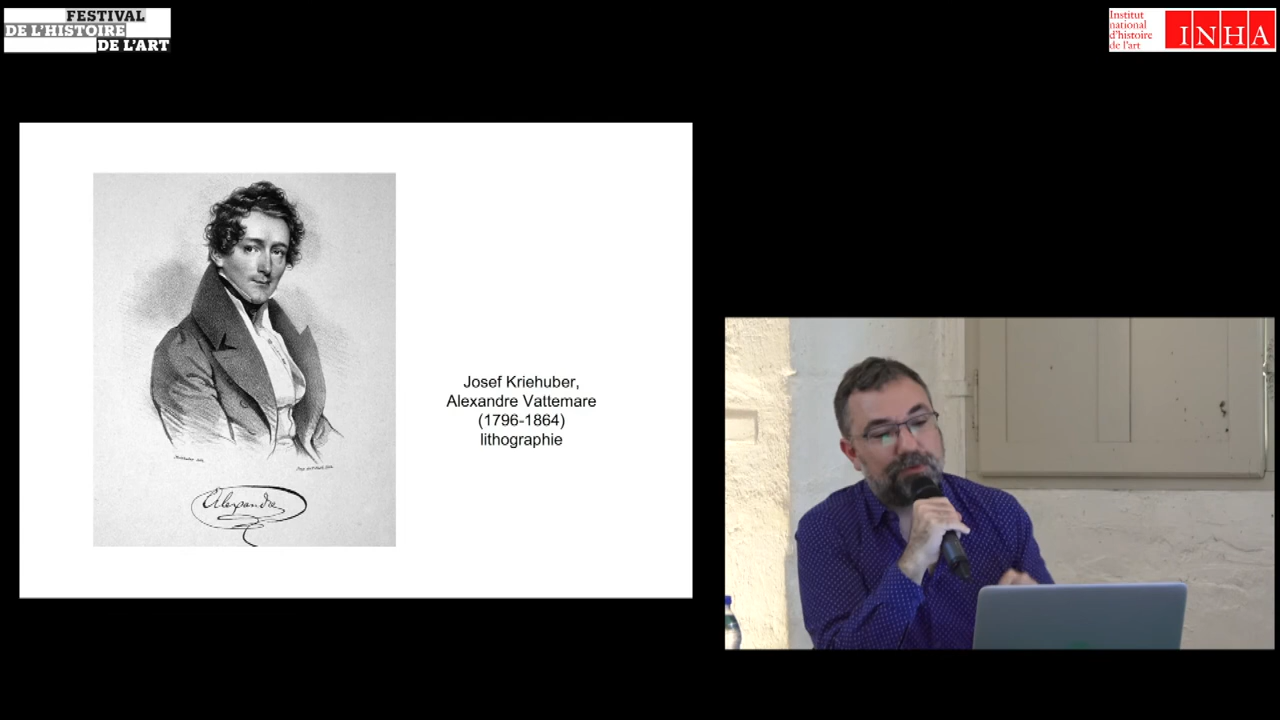 FESTIVAL
DE L'HISTOIRE
DE L'ART
Institut
national
d'histoire
de l'art
INHA
Josef Kriehuber,
Alexandre Vattemare
(1796-1864)
lithographie
Alexandre